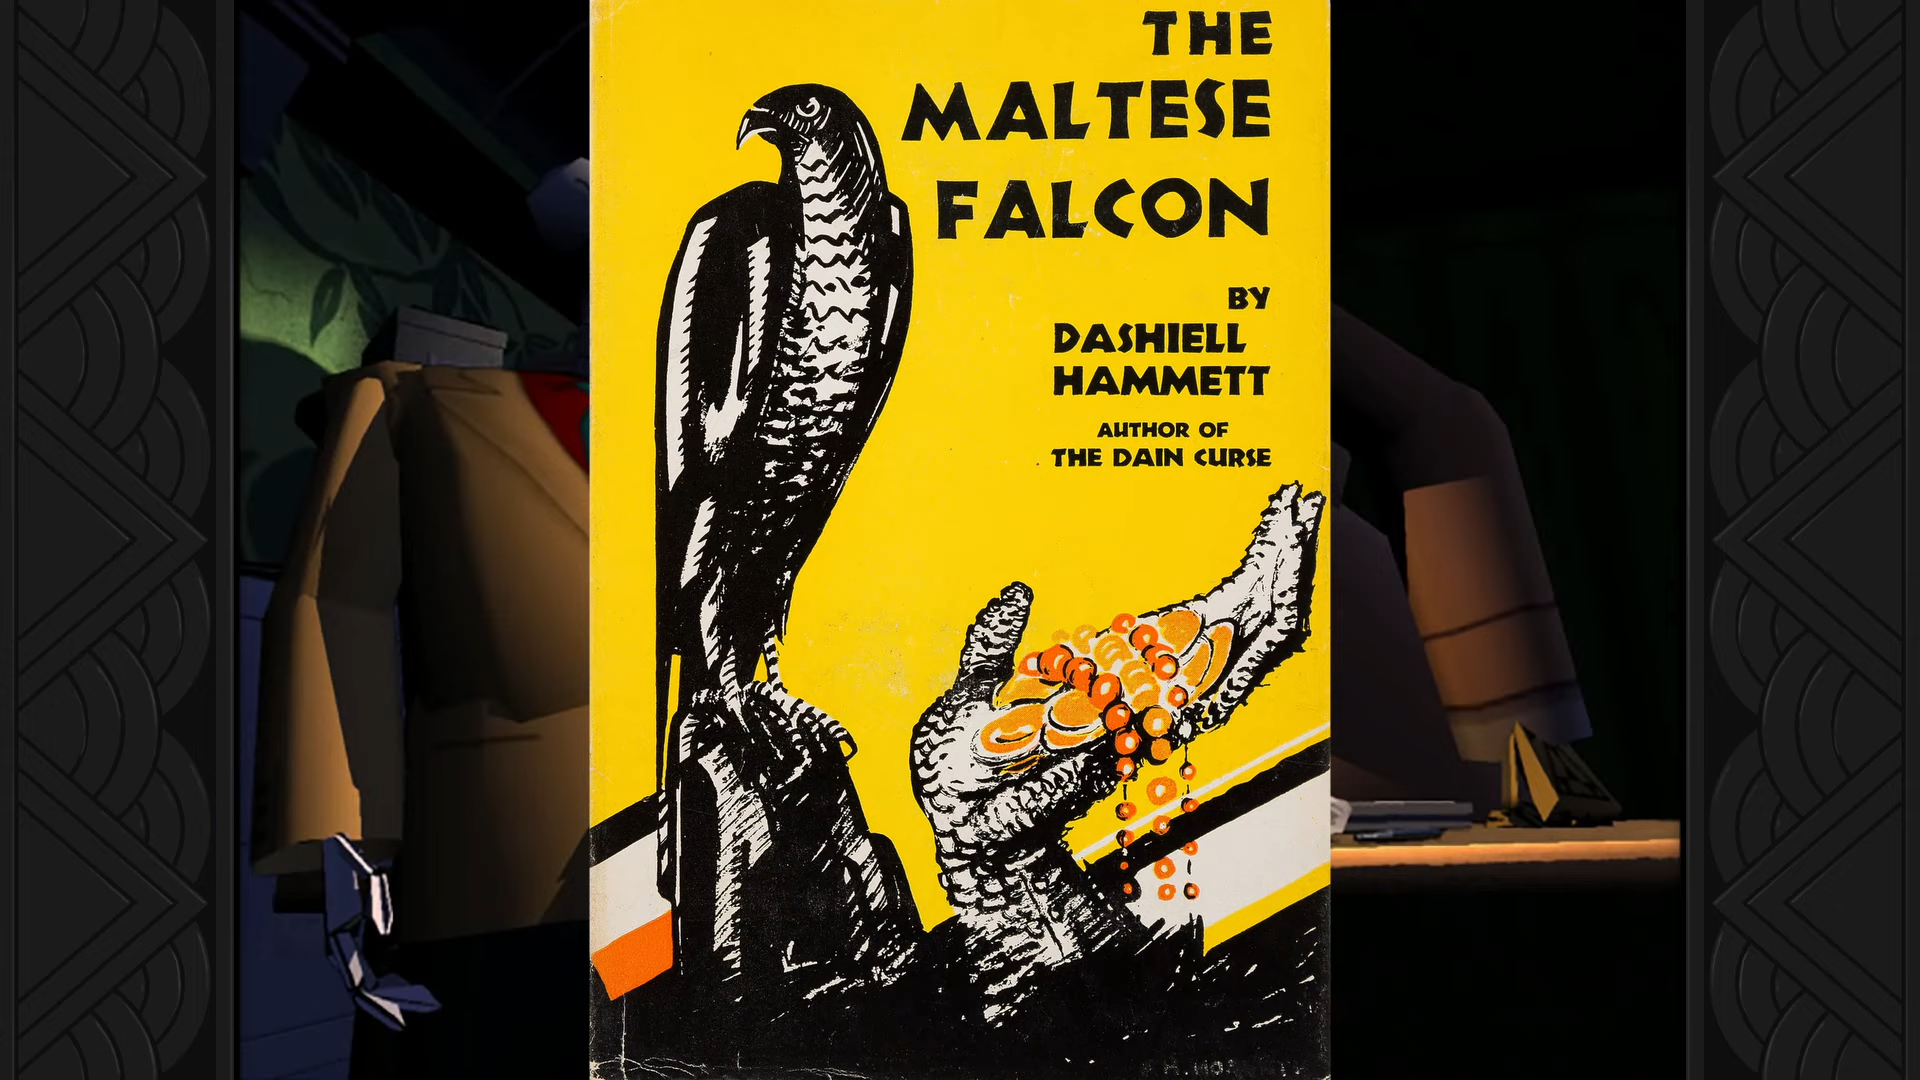 THE
MALTESE
FALCON
BY
DASHIELL
HAMMETT
AUTHOR OF
THE DAIN CURSE